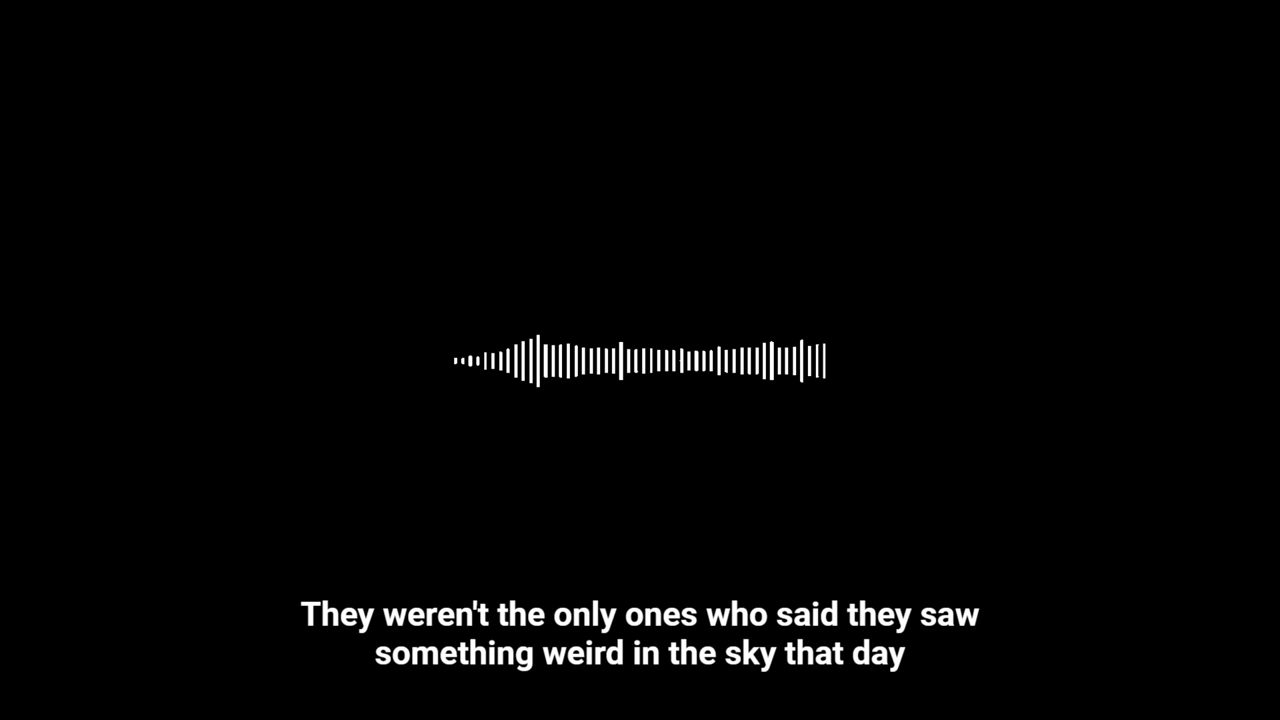 They weren't the only ones who said they saw
something weird in the sky that day